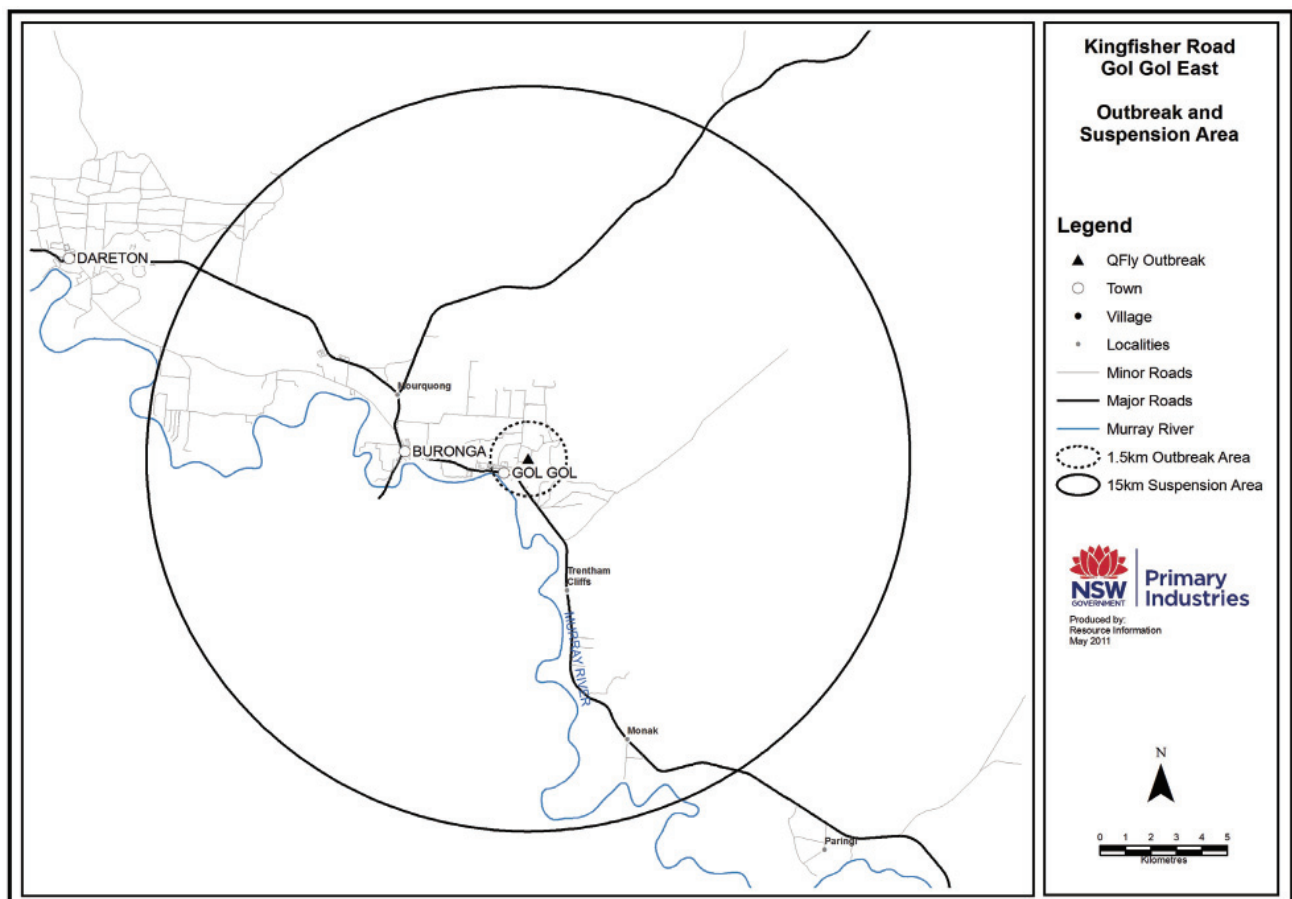 Kingfisher Road
Gol Gol East
Outbreak and
Suspension Area
Legend
QFly Outbreak
Town
Village
Localities
Minor Roads
Major Roads
Murray River
1.5km Outbreak Area
15km Suspension Area
NSW
GOVERNMENT
Primary
Industries
Produced by:
Resource Information
May 2011
N
0 1 2 3 4 5
Kilometres
DARETON
Mourquong
BURONGA
GOL GOL
Trentham
Cliffs
MURRAY RIVER
Monak
Paringi